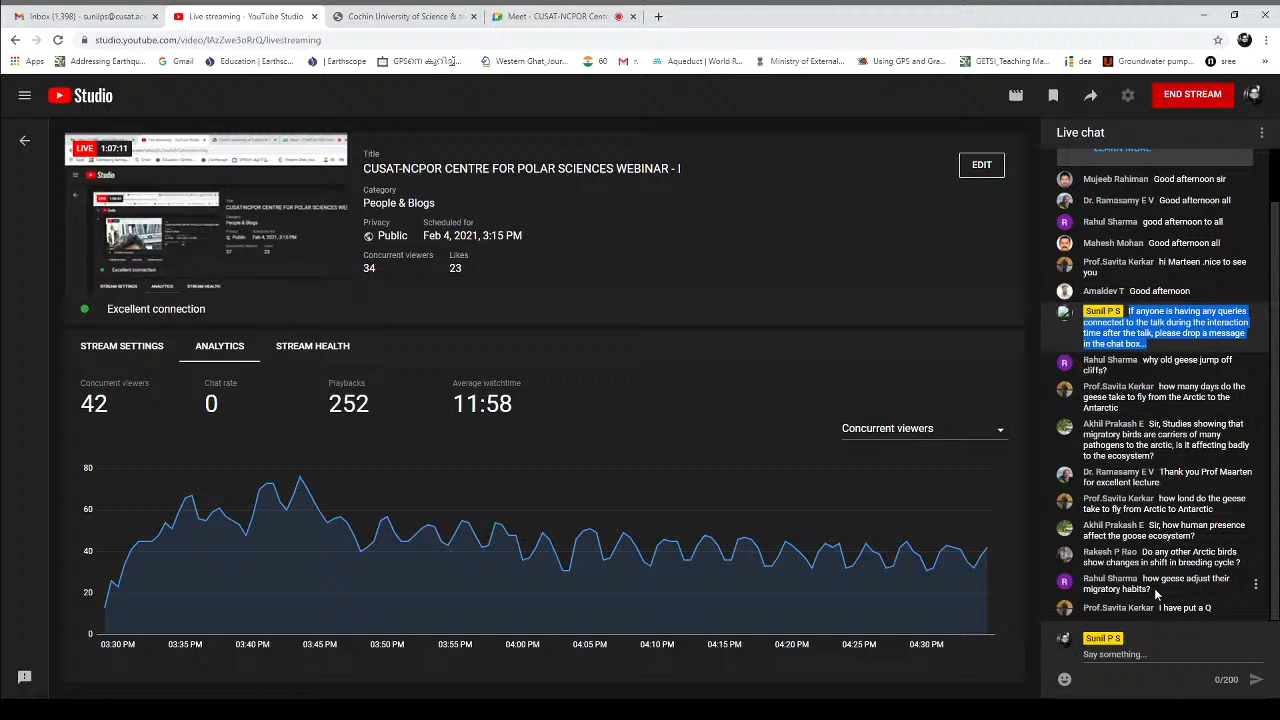 Inbox (1,398) - sunilps@cusat.ac
Live streaming - YouTube Studio
Cochin University of Science & te
Meet - CUSAT-NCPOR Centr
studio.youtube.com/video/lAzZwe3oRrQ/livestreaming
Apps
Addressing Earthqu...
Gmail
Education | Earthsc...
| Earthscope
Western Ghat_Jour...
60
r.
Aqueduct | World R...
Ministry of External...
Using GPS and Gra...
GETSI_Teaching Ma...
dea
Groundwater pump...
sree
Studio
END STREAM
LIVE 1:07:11
Title
CUSAT-NCPOR CENTRE FOR POLAR SCIENCES WEBINAR - I
EDIT
Category
People & Blogs
Privacy
Scheduled for
Public
Feb 4, 2021, 3:15 PM
Concurrent viewers
Likes
34
23
Excellent connection
STREAM SETTINGS
ANALYTICS
STREAM HEALTH
Concurrent viewers
Chat rate
Playbacks
Average watchtime
42
0
252
11:58
Concurrent viewers
80
60
40
20
0
03:30 PM
03:35 PM
03:40 PM
03:45 PM
03:50 PM
03:55 PM
04:00 PM
04:05 PM
04:10 PM
04:15 PM
04:20 PM
04:25 PM
04:30 PM
Live chat
LEARN MORE
Mujeeb Rahiman Good afternoon sir
Dr. Ramasamy E V Good afternoon all
Rahul Sharma good afternoon to all
Mahesh Mohan Good afternoon all
Prof.Savita Kerkar hi Marteen .nice to see
you
Amaldev T Good afternoon
Sunil P S If anyone is having any queries
connected to the talk during the interaction
time after the talk, please drop a message
in the chat box...
Rahul Sharma why old geese jump off
cliffs?
Prof.Savita Kerkar how many days do the
geese take to fly from the Arctic to the
Antarctic
Akhil Prakash E Sir, Studies showing that
migratory birds are carriers of many
pathogens to the arctic, is it affecting badly
to the ecosystem?
Dr. Ramasamy E V Thank you Prof Maarten
for excellent lecture
Prof.Savita Kerkar how lond do the geese
take to fly from Arctic to Antarctic
Akhil Prakash E Sir, how human presence
affect the goose ecosystem?
Rakesh P Rao Do any other Arctic birds
show changes in shift in breeding cycle ?
Rahul Sharma how geese adjust their
migratory habits?
Prof.Savita Kerkar I have put a Q
Sunil P S
Say something...
0/200